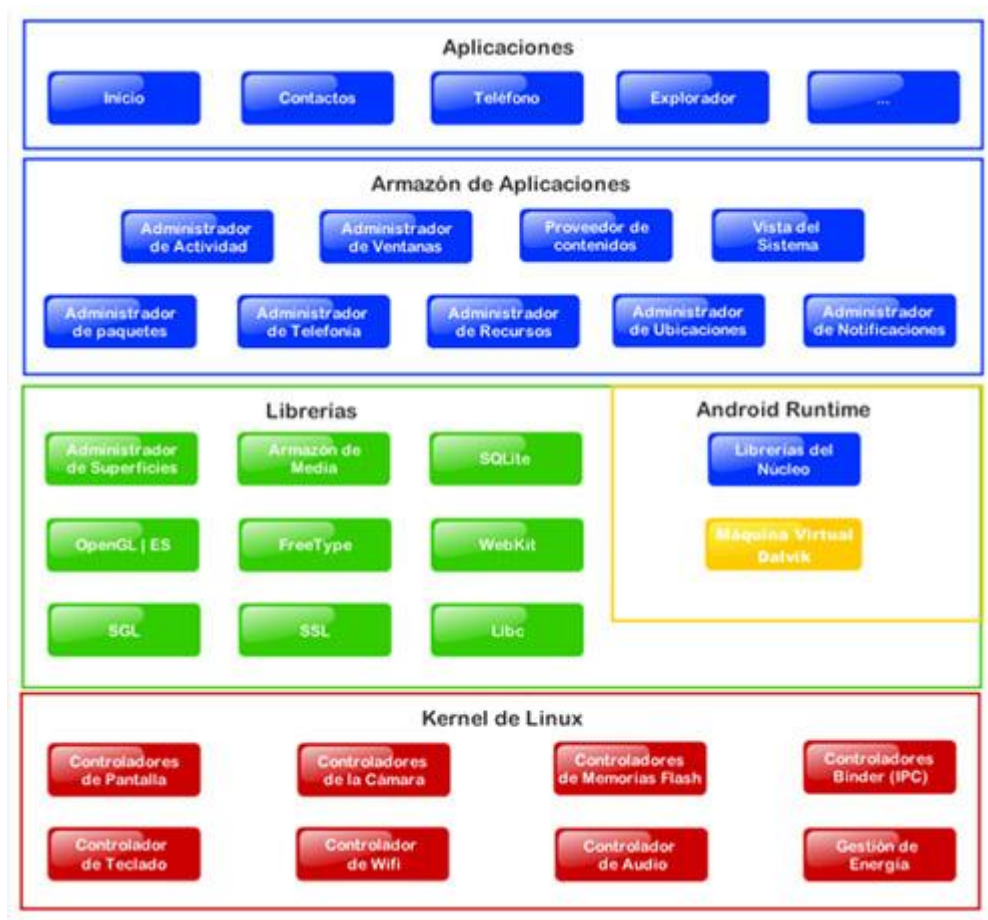 Aplicaciones
Inicio
Contactos
Teléfono
Explorador
...
Armazón de Aplicaciones
Administrador
de Actividad
Administrador
de Ventanas
Proveedor de
contenidos
Vista del
Sistema
Administrador
de paquetes
Administrador
de Telefonía
Administrador
de Recursos
Administrador
de Ubicaciones
Administrador
de Notificaciones
Librerias
Administrador
de Superficies
Armazón de
Media
SQLite
OpenGL | ES
FreeType
WebKit
SGL
SSL
Libc
Android Runtime
Librerías del
Núcleo
Máquina Virtual
Dalvik
Kernel de Linux
Controladores
de Pantalla
Controladores
de la Cámara
Controladores
de Memorias Flash
Controladores
Binder (IPC)
Controlador
de Teclado
Controlador
de Wifi
Controlador
de Audio
Gestión de
Energía